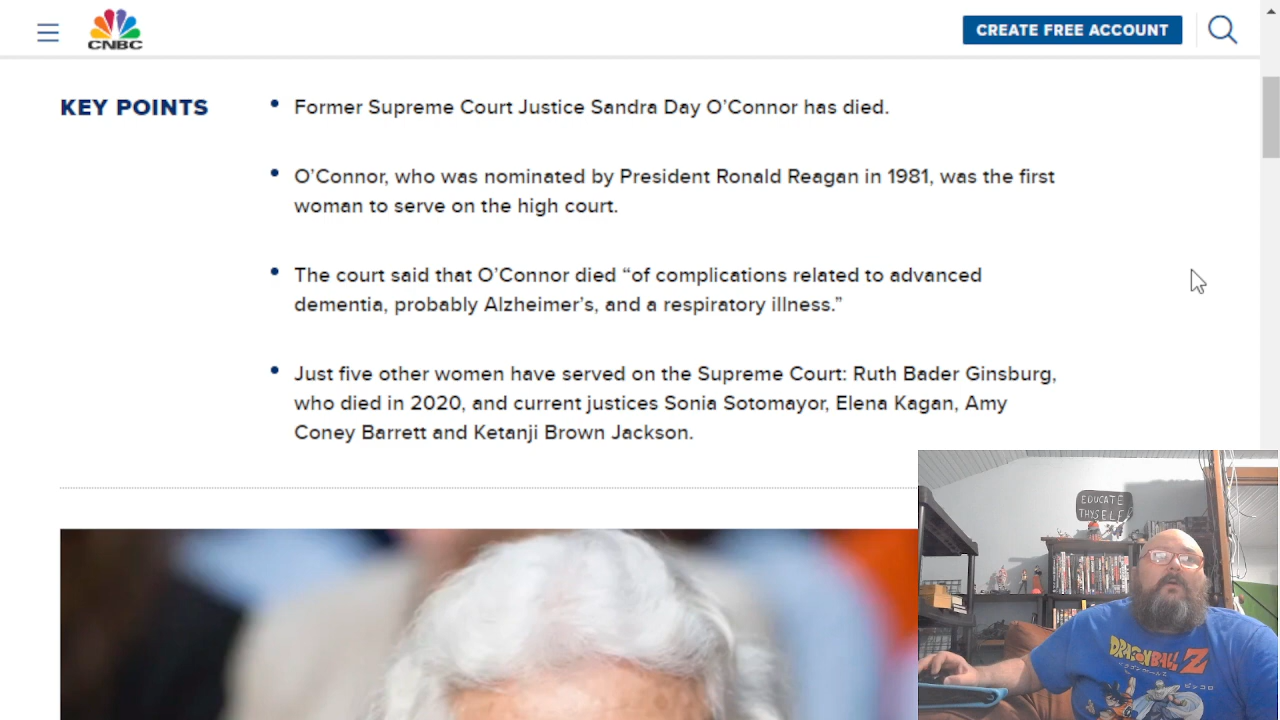 CNBC
CREATE FREE ACCOUNT
KEY POINTS
• Former Supreme Court Justice Sandra Day O’Connor has died.
• O’Connor, who was nominated by President Ronald Reagan in 1981, was the first
woman to serve on the high court.
• The court said that O’Connor died “of complications related to advanced
dementia, probably Alzheimer’s, and a respiratory illness.”
• Just five other women have served on the Supreme Court: Ruth Bader Ginsburg,
who died in 2020, and current justices Sonia Sotomayor, Elena Kagan, Amy
Coney Barrett and Ketanji Brown Jackson.
EDUCATE
THYSELF
DRAGONBALL Z